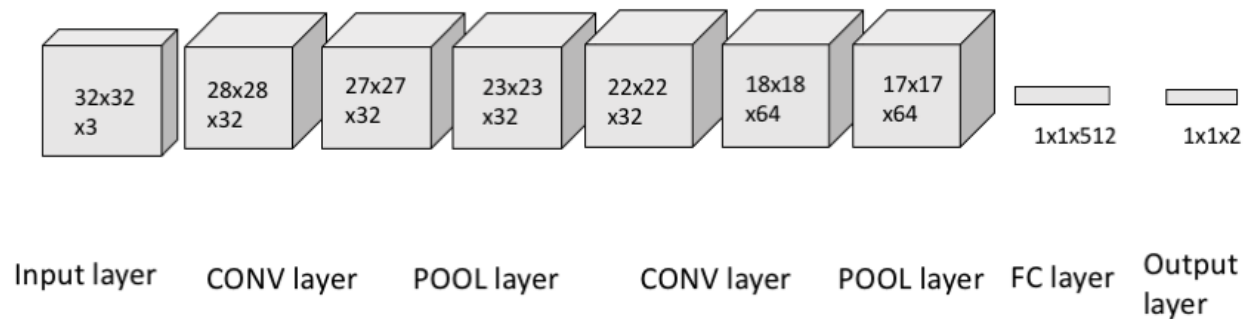 32x32
x3
28x28
x32
27x27
x32
23x23
x32
22x22
x32
18x18
x64
17x17
x64
1x1x512
1x1x2
Input layer
CONV layer
POOL layer
CONV layer
POOL layer
FC layer
Output
layer